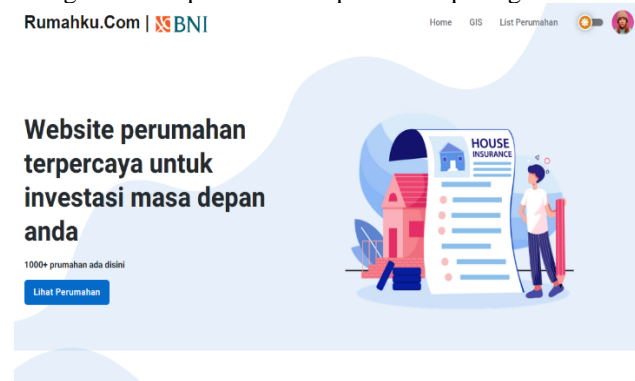 Rumahku.Com | BNI
Home GIS List Perumahan
Website perumahan
terpercaya untuk
investasi masa depan
anda
1000+ prumahan ada disini
Lihat Perumahan
HOUSE
INSURANCE